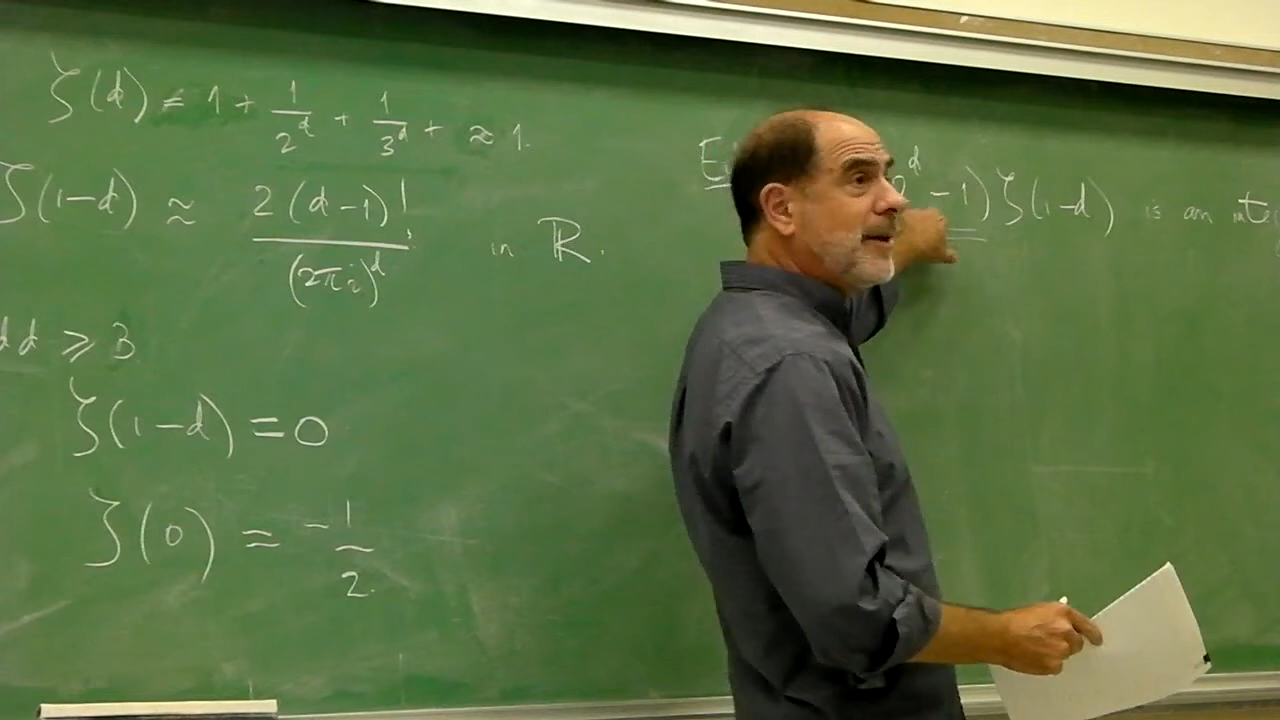 ζ(d) = 1 + 1/2^d + 1/3^d + ≈ 1.
ζ(1-d) ≈ 2(d-1)!/(2πi)^d in ℝ.
d ≥ 3
ζ(1-d) = 0
ζ(0) = -1/2.
2^d -1) ζ(1-d) is an